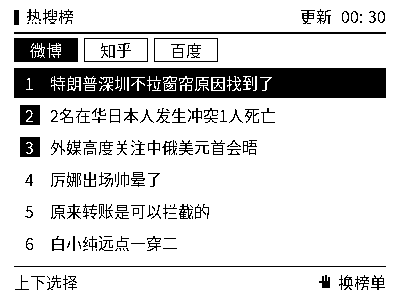 热搜榜 更新 00:30
微博 知乎 百度
1 特朗普深圳不拉窗帘原因找到了
2 2名在华日本人发生冲突1人死亡
3 外媒高度关注中俄美元首会晤
4 厉娜出场帅晕了
5 原来转账是可以拦截的
6 白小纯远点一穿二
上下选择 换榜单